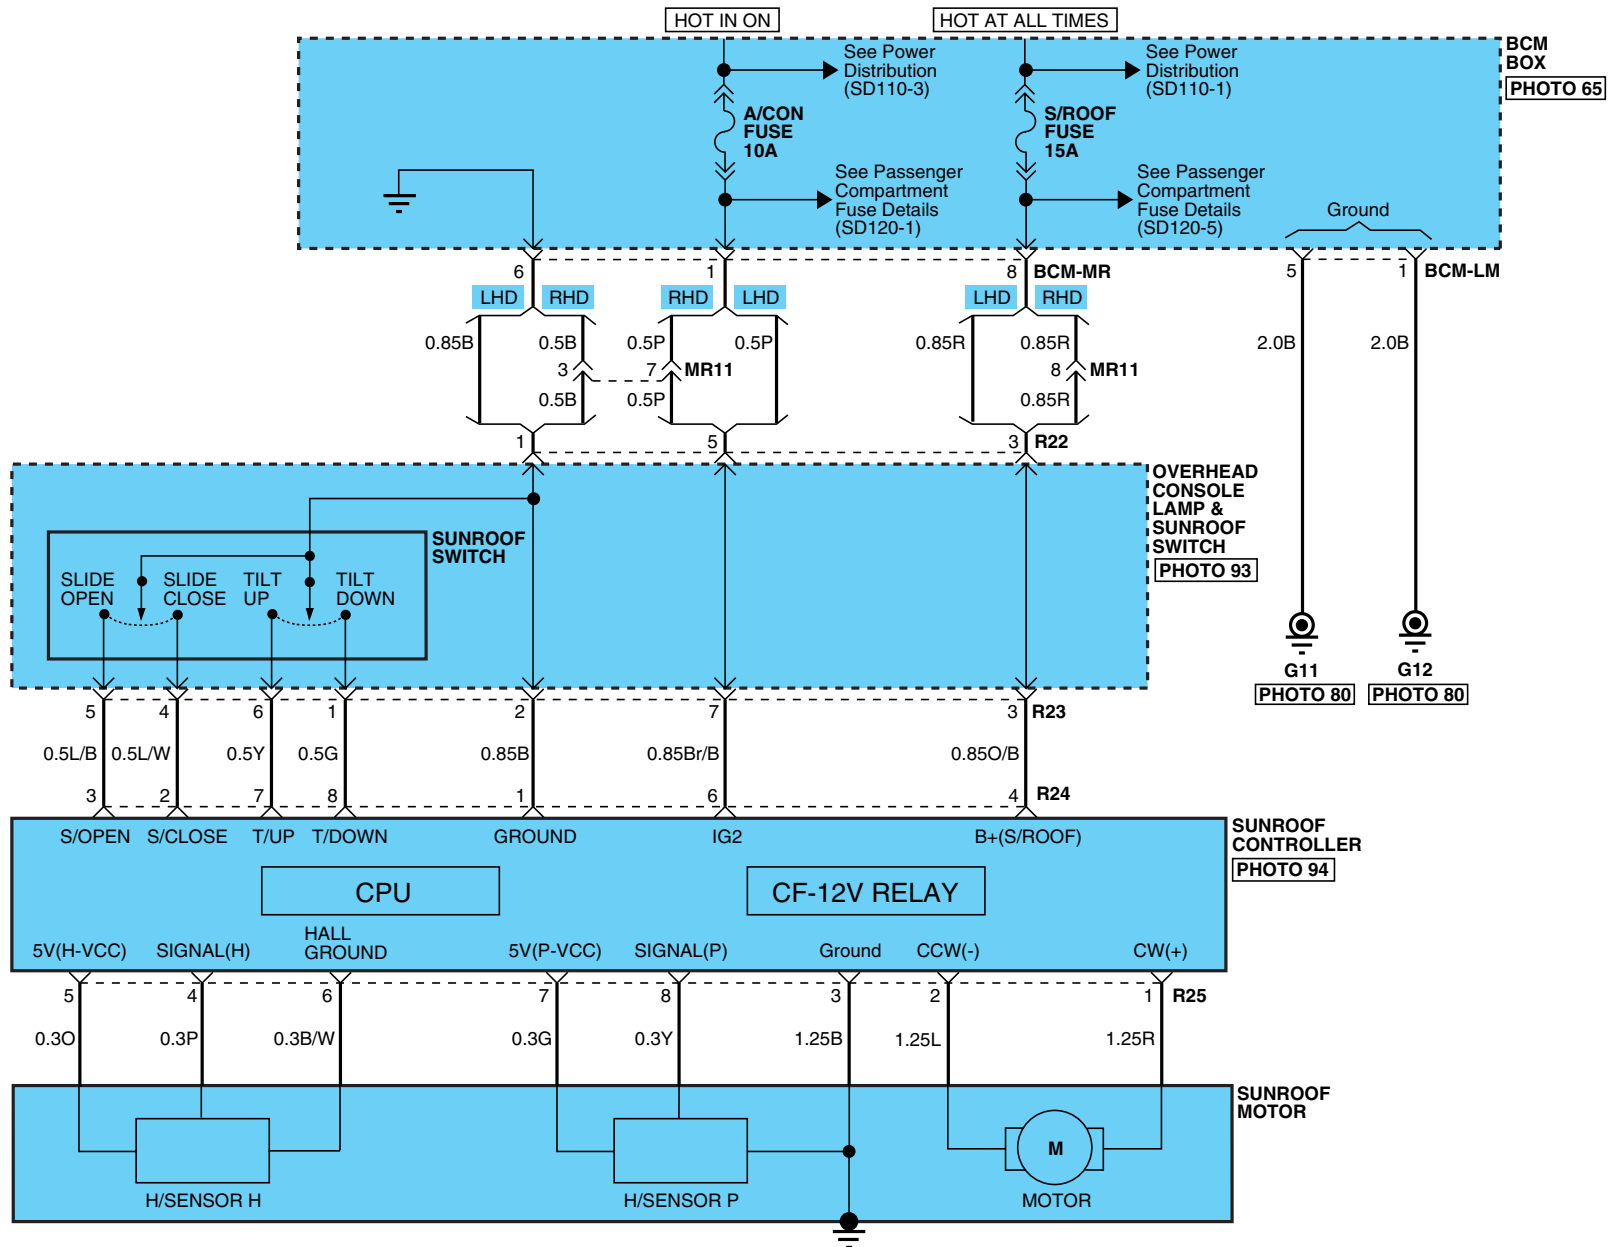 HOT IN ON
HOT AT ALL TIMES
BCM
BOX
PHOTO 65
See Power
Distribution
(SD110-3)
See Power
Distribution
(SD110-1)
A/CON
FUSE
10A
S/ROOF
FUSE
15A
See Passenger
Compartment
Fuse Details
(SD120-1)
See Passenger
Compartment
Fuse Details
(SD120-5)
Ground
6 1 8 BCM-MR 5 1 BCM-LM
LHD RHD RHD LHD LHD RHD
0.85B 0.5B 0.5P 0.5P 0.85R 0.85R 2.0B 2.0B
3 7 MR11 8 MR11
0.5B 0.5P 0.85R
1 5 3 R22
OVERHEAD
CONSOLE
LAMP &
SUNROOF
SWITCH
PHOTO 93
SUNROOF
SWITCH
SLIDE
OPEN
SLIDE
CLOSE
TILT
UP
TILT
DOWN
G11
PHOTO 80
G12
PHOTO 80
5 4 6 1 2 7 3 R23
0.5L/B 0.5L/W 0.5Y 0.5G 0.85B 0.85Br/B 0.85O/B
3 2 7 8 1 6 4 R24
S/OPEN S/CLOSE T/UP T/DOWN GROUND IG2 B+(S/ROOF)
SUNROOF
CONTROLLER
PHOTO 94
CPU
CF-12V RELAY
5V(H-VCC) SIGNAL(H)
HALL
GROUND
5V(P-VCC) SIGNAL(P) Ground CCW(-) CW(+)
5 4 6 7 8 3 2 1 R25
0.3O 0.3P 0.3B/W 0.3G 0.3Y 1.25B 1.25L 1.25R
SUNROOF
MOTOR
M
H/SENSOR H H/SENSOR P MOTOR